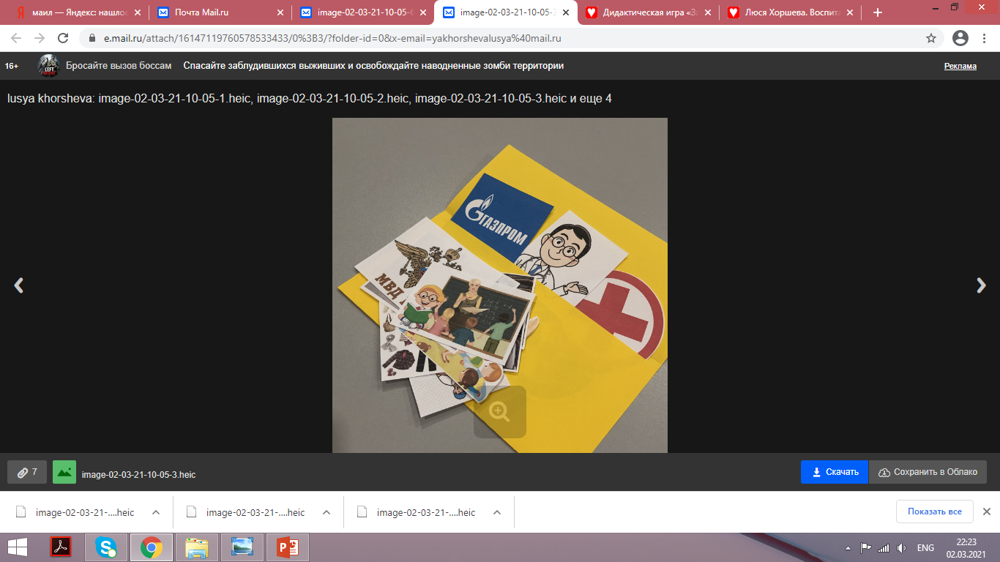 маил — Яндекс: нашлос
Почта Mail.ru
image-02-03-21-10-05-6
image-02-03-21-10-05-3
Дидактическая игра «За
Люся Хоршева. Воспита
e.mail.ru/attach/16147119760578533433/0%3B3/?folder-id=0&x-email=yakhorshevalusya%40mail.ru
16+
Бросайте вызов боссам
Спасайте заблудившихся выживших и освобождайте наводненные зомби территории
Реклама
lusya khorsheva: image-02-03-21-10-05-1.heic, image-02-03-21-10-05-2.heic, image-02-03-21-10-05-3.heic и еще 4
ГАЗПРОМ
МВД
7
image-02-03-21-10-05-3.heic
Скачать
Сохранить в Облако
image-02-03-21-....heic
image-02-03-21-....heic
image-02-03-21-....heic
Показать все
ENG
22:23
02.03.2021